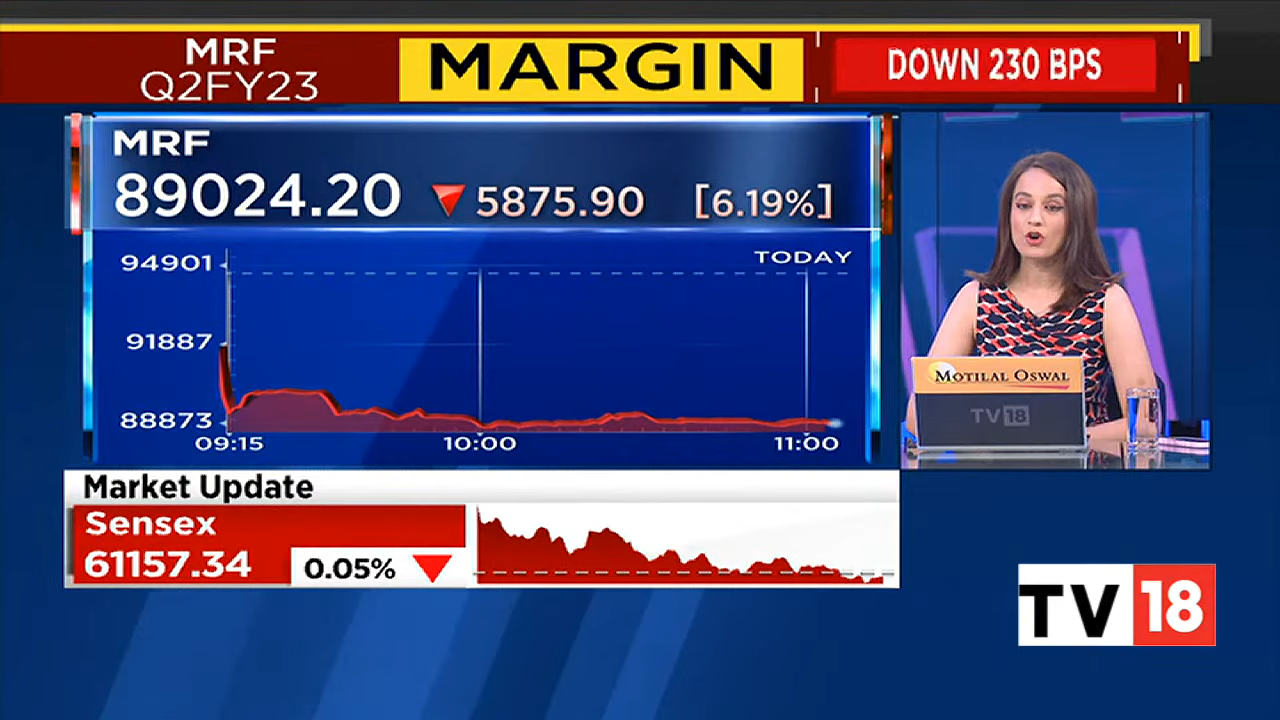 MRF
Q2FY23
MARGIN
DOWN 230 BPS
MRF
89024.20 5875.90 [6.19%]
TODAY
94901
91887
88873
09:15 10:00 11:00
MOTILAL OSWAL
TV18
Market Update
Sensex
61157.34 0.05%
TV18